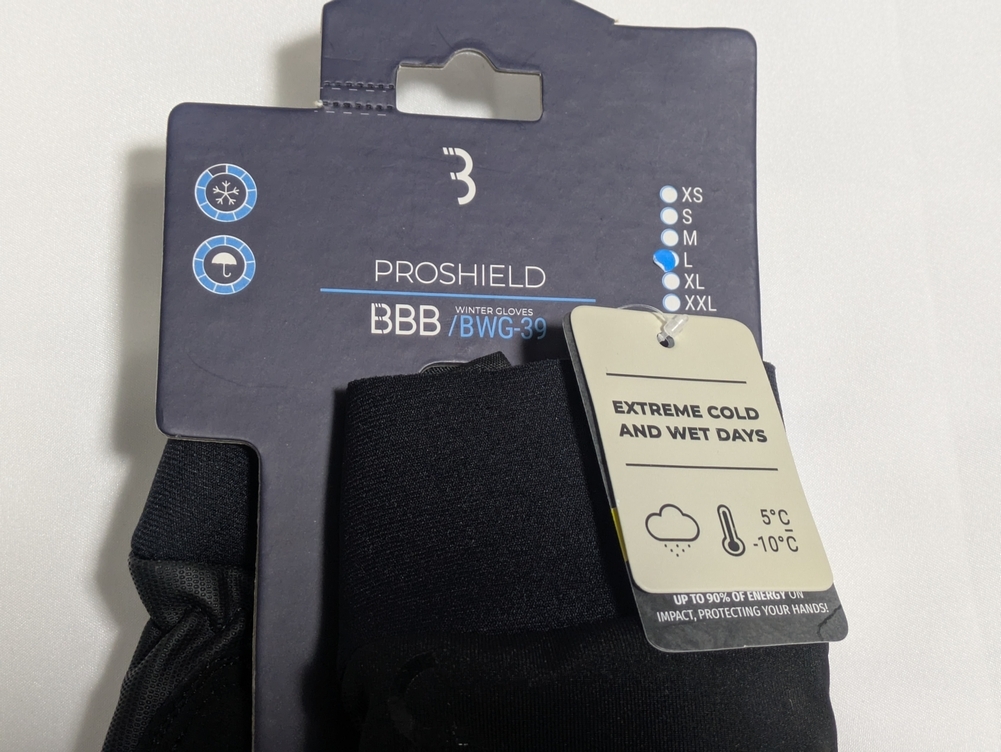 XS
S
M
L
XL
XXL
PROSHIELD
BBB WINTER GLOVES
/BWG-39
EXTREME COLD
AND WET DAYS
5°C
-10°C
UP TO 90% OF ENERGY ON
IMPACT, PROTECTING YOUR HANDS!